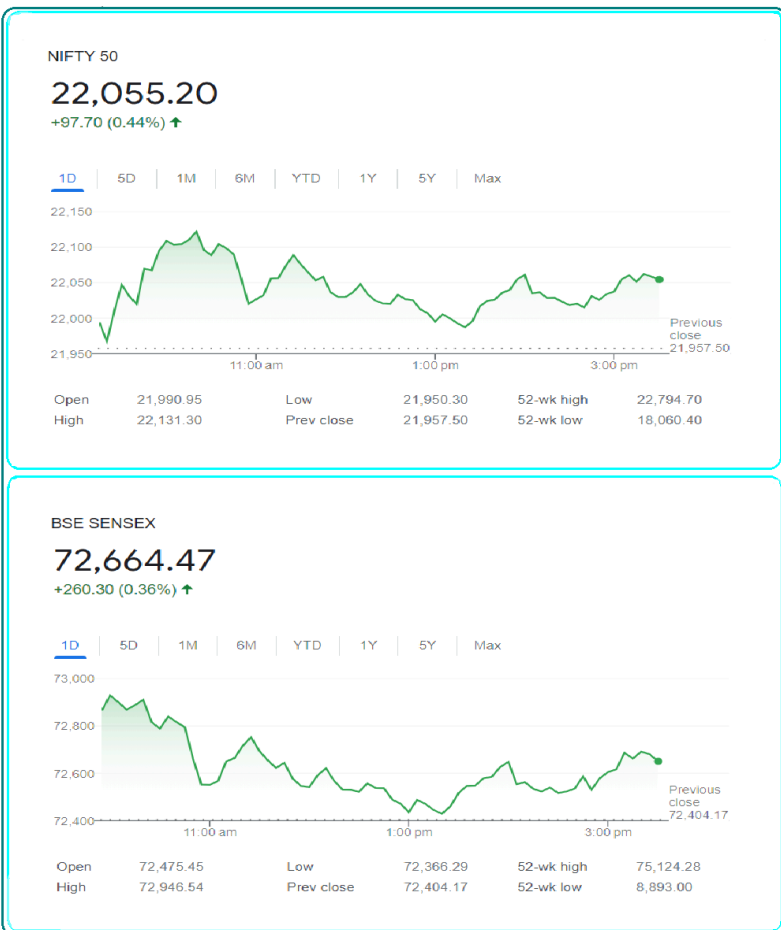 NIFTY 50
22,055.20
+97.70 (0.44%) ↑
1D 5D 1M 6M YTD 1Y 5Y Max
22,150
22,100
22,050
22,000
Previous
close
21,957.50
21,950
11:00 am 1:00 pm 3:00 pm
Open 21,990.95 Low 21,950.30 52-wk high 22,794.70
High 22,131.30 Prev close 21,957.50 52-wk low 18,060.40
BSE SENSEX
72,664.47
+260.30 (0.36%) ↑
1D 5D 1M 6M YTD 1Y 5Y Max
73,000
72,800
72,600
Previous
close
72,404.17
72,400
11:00 am 1:00 pm 3:00 pm
Open 72,475.45 Low 72,366.29 52-wk high 75,124.28
High 72,946.54 Prev close 72,404.17 52-wk low 8,893.00